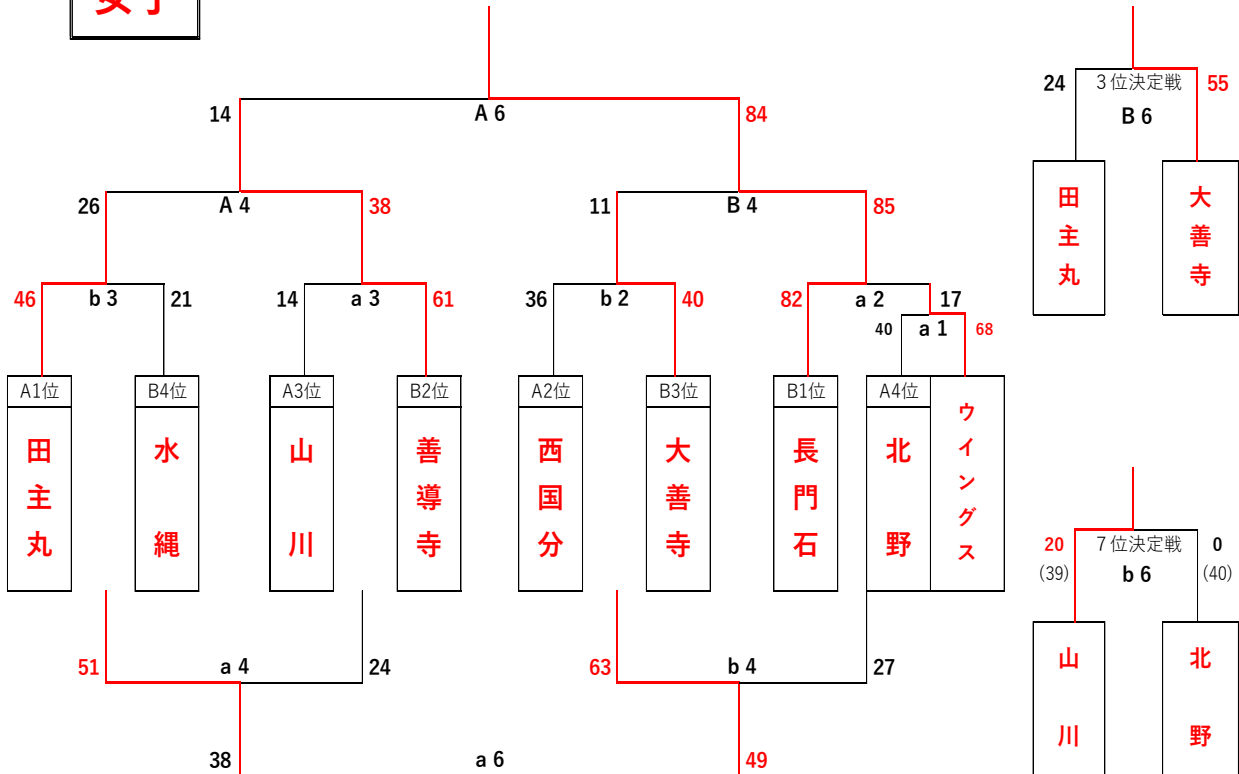 女子
14
A 6
84
26
A 4
38
11
B 4
85
46
b 3
21
14
a 3
61
36
b 2
40
82
a 2
17
40
a 1
68
A1位
B4位
A3位
B2位
A2位
B3位
B1位
A4位
田主丸
水縄
山川
善導寺
西国分
大善寺
長門石
北野
ウイングス
51
a 4
24
63
b 4
27
38
a 6
49
24
３位決定戦
55
B 6
田主丸
大善寺
20
７位決定戦
0
(39)
b 6
(40)
山川
北野